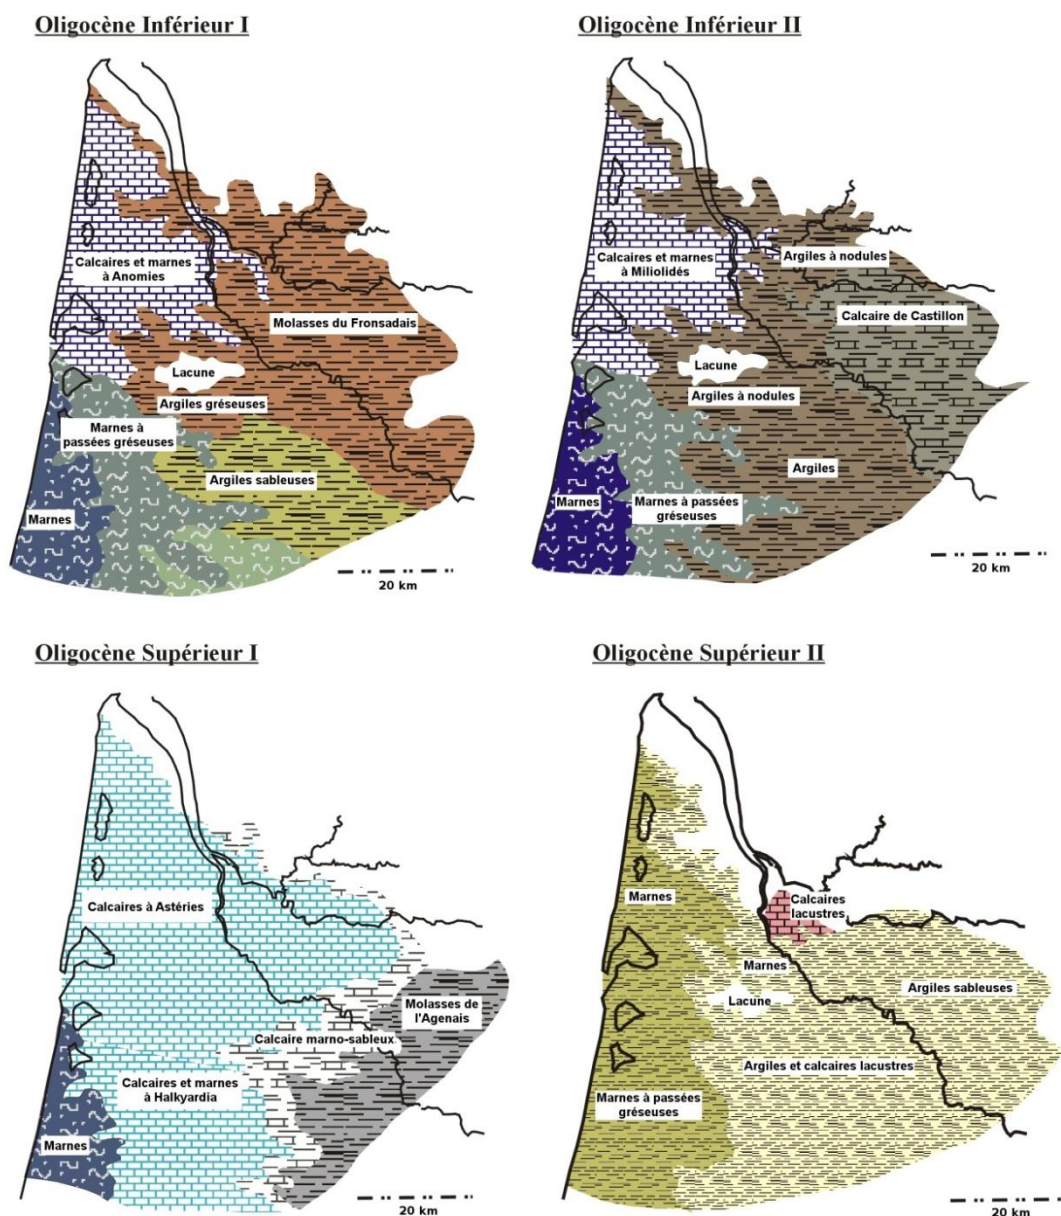 Oligocène Inférieur I
Calcaires et marnes
à Anomies
Molasses du Fronsadais
Lacune
Argiles gréseuses
Marnes à
passées gréseuses
Argiles sableuses
Marnes
20 km
Oligocène Inférieur II
Argiles à nodules
Calcaires et marnes
à Miliolidés
Calcaire de Castillon
Lacune
Argiles à nodules
Argiles
Marnes
Marnes à passées
gréseuses
20 km
Oligocène Supérieur I
Calcaires à Astéries
Molasses de
l'Agenais
Calcaire marno-sableux
Calcaires et marnes
à Halkyardia
Marnes
20 km
Oligocène Supérieur II
Marnes
Calcaires
lacustres
Marnes
Argiles sableuses
Lacune
Argiles et calcaires lacustres
Marnes à passées
gréseuses
20 km